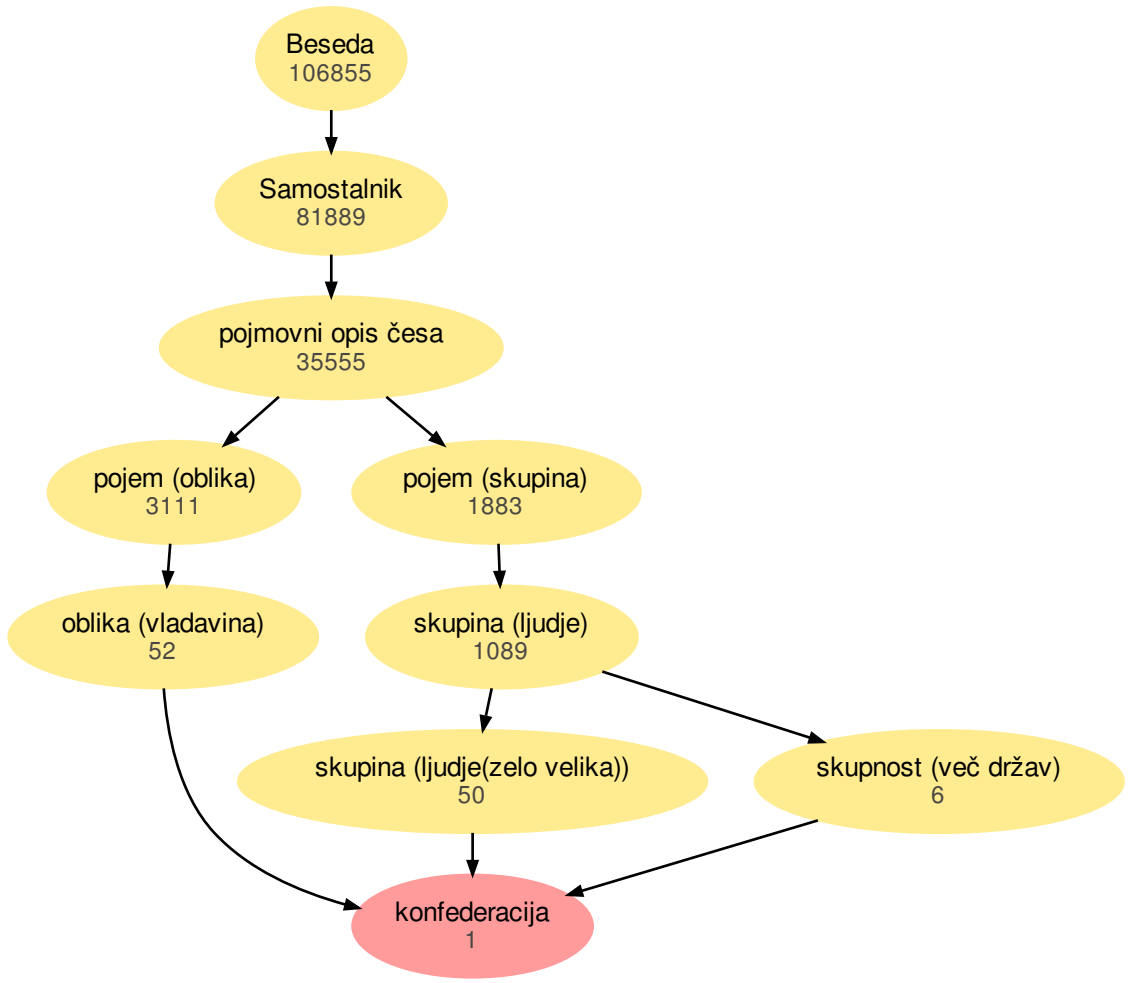 Beseda
106855
Samostalnik
81889
pojmovni opis česa
35555
pojem (oblika)
3111
pojem (skupina)
1883
oblika (vladavina)
52
skupina (ljudje)
1089
skupina (ljudje(zelo velika))
50
skupnost (več držav)
6
konfederacija
1